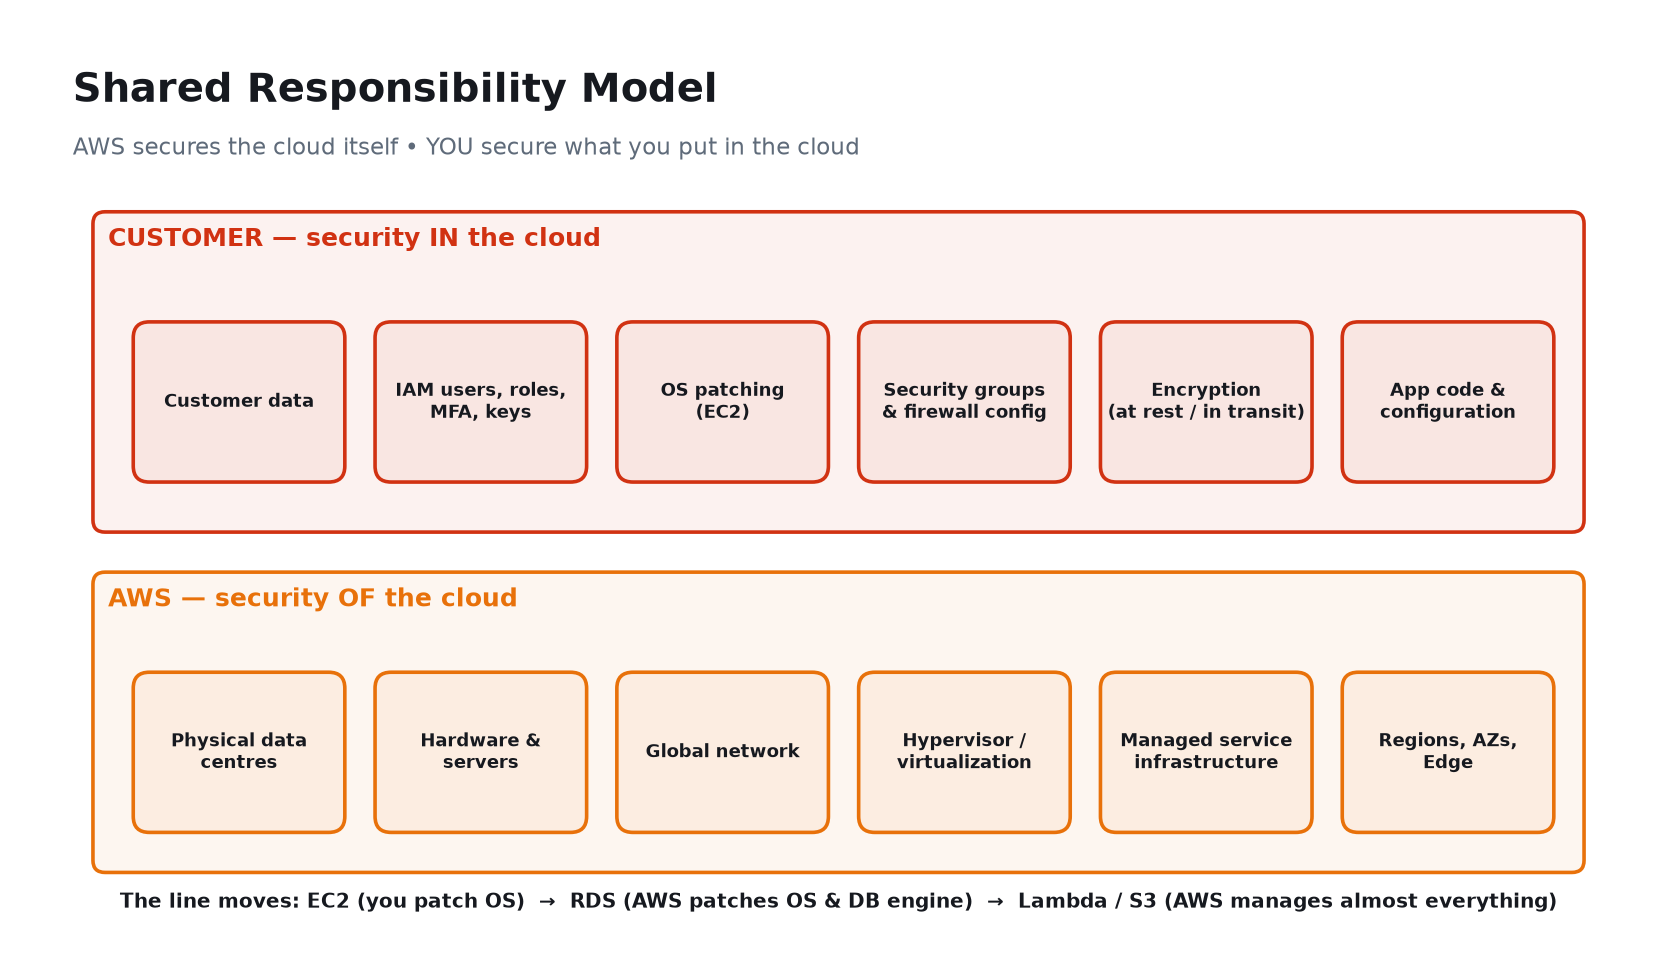 Shared Responsibility Model
AWS secures the cloud itself • YOU secure what you put in the cloud
CUSTOMER — security IN the cloud
Customer data
IAM users, roles,
MFA, keys
OS patching
(EC2)
Security groups
& firewall config
Encryption
(at rest / in transit)
App code &
configuration
AWS — security OF the cloud
Physical data
centres
Hardware &
servers
Global network
Hypervisor /
virtualization
Managed service
infrastructure
Regions, AZs,
Edge
The line moves: EC2 (you patch OS) → RDS (AWS patches OS & DB engine) → Lambda / S3 (AWS manages almost everything)